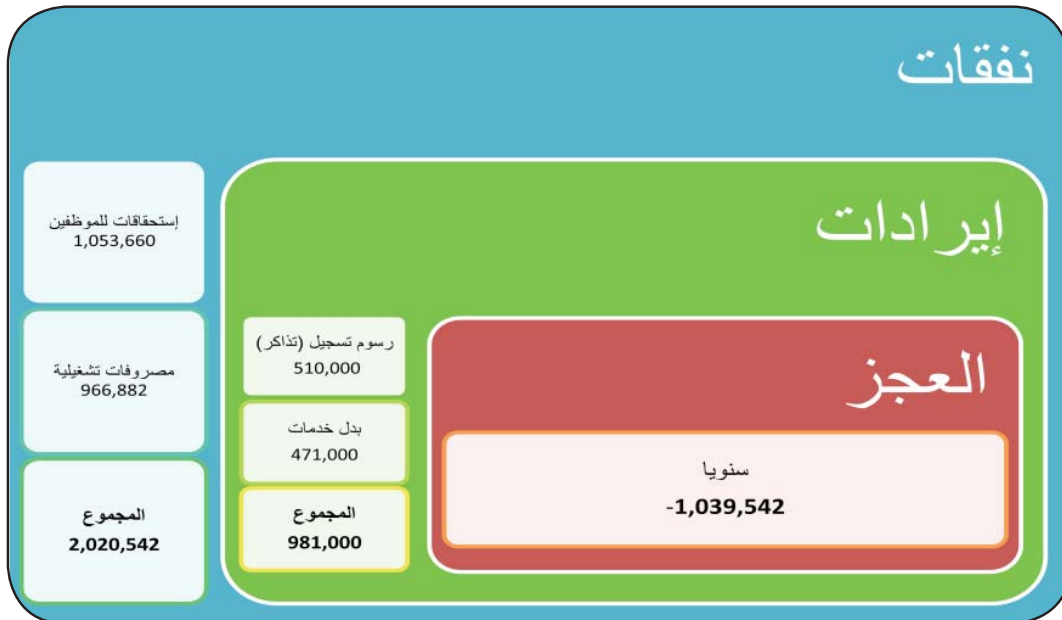 نفقات
إستحقاقات للموظفين
1,053,660
مصروفات تشغيلية
966,882
المجموع
2,020,542
إيرادات
رسوم تسجيل (تذاكر)
510,000
بدل خدمات
471,000
المجموع
981,000
العجز
سنويا
-1,039,542